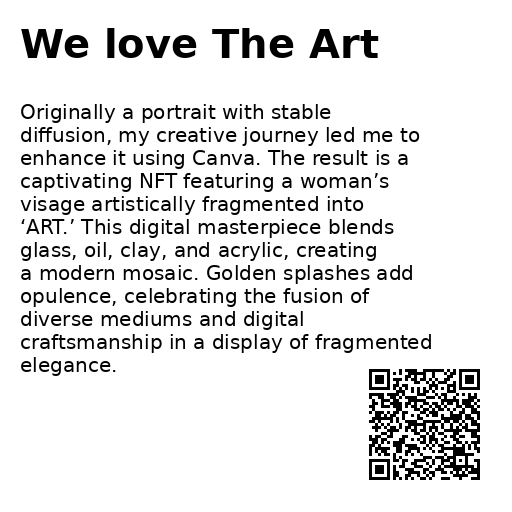 We love The Art
Originally a portrait with stable
diffusion, my creative journey led me to
enhance it using Canva. The result is a
captivating NFT featuring a woman’s
visage artistically fragmented into
‘ART.’ This digital masterpiece blends
glass, oil, clay, and acrylic, creating
a modern mosaic. Golden splashes add
opulence, celebrating the fusion of
diverse mediums and digital
craftsmanship in a display of fragmented
elegance.